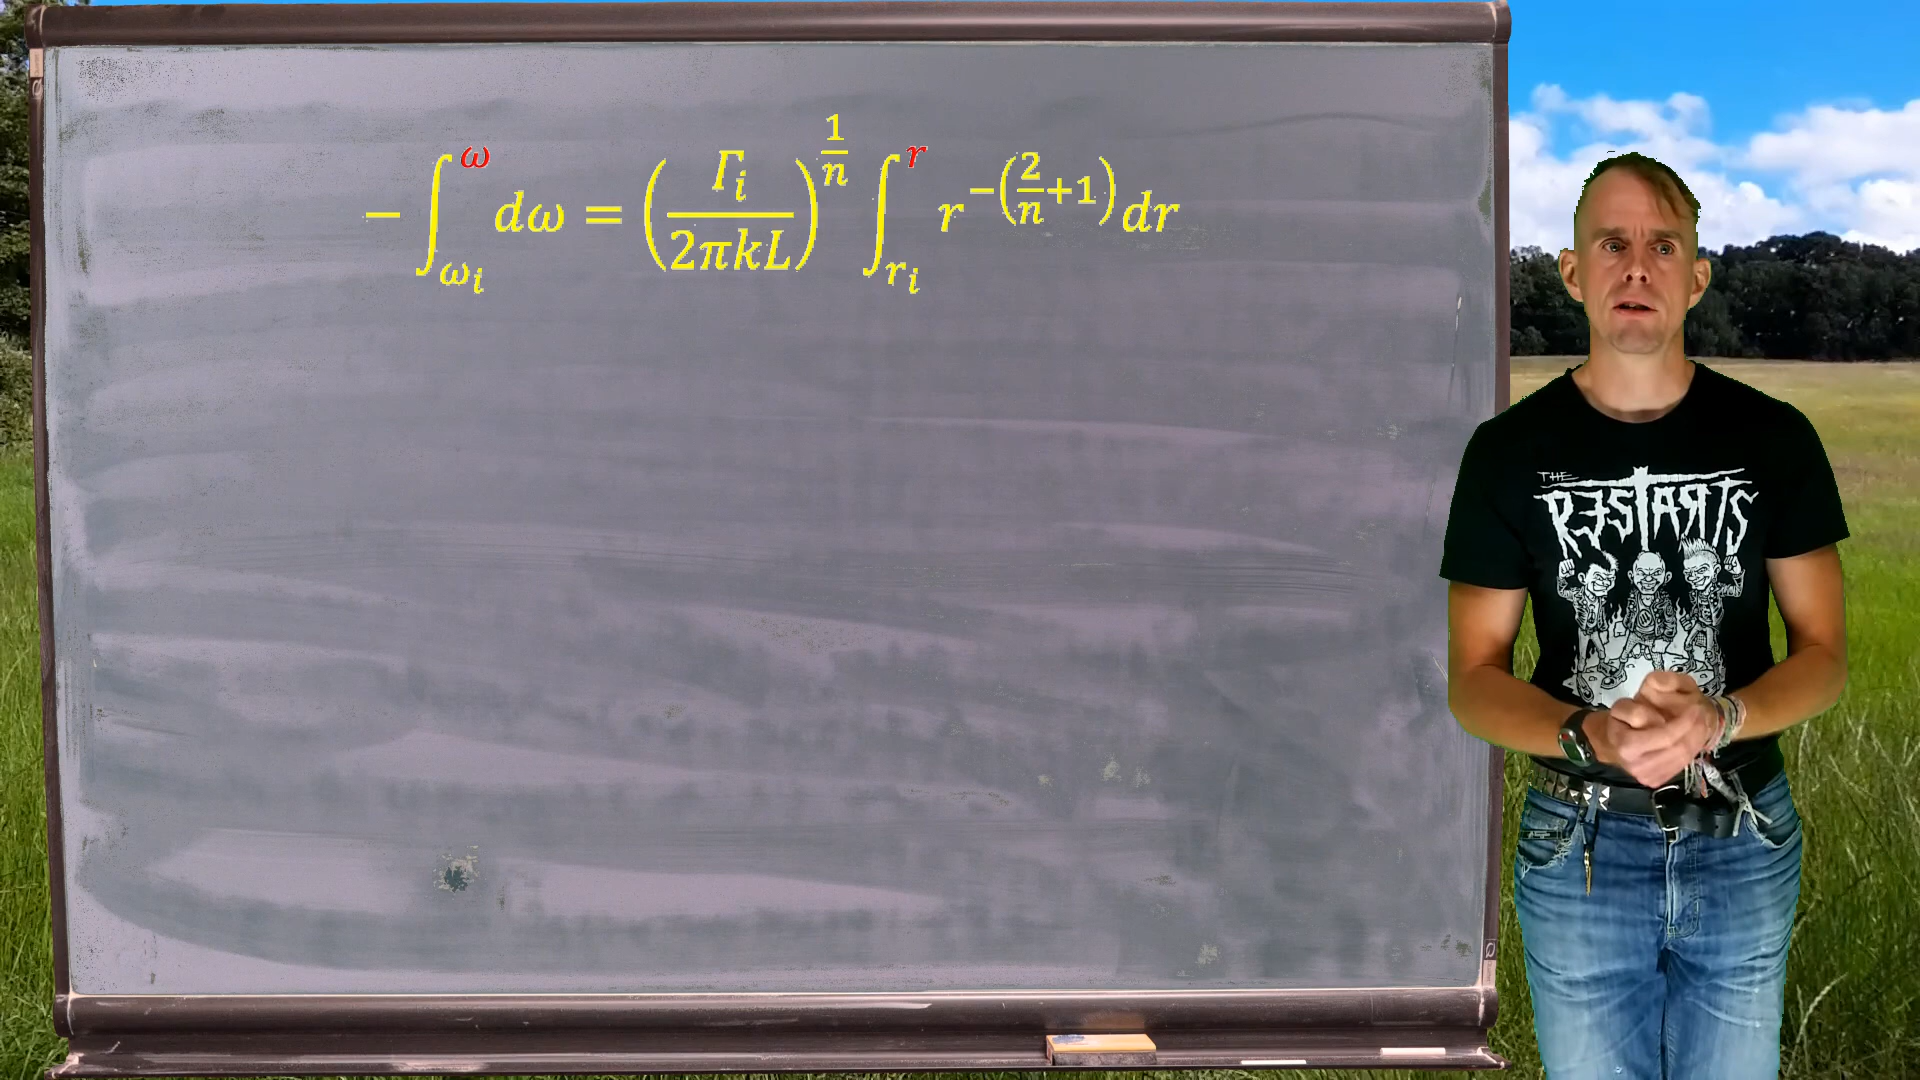 −∫_{ω_i}^{ω} dω = (Γ_i / 2πkL)^{1/n} ∫_{r_i}^{r} r^{−(2/n+1)} dr
THE
RESTARTS